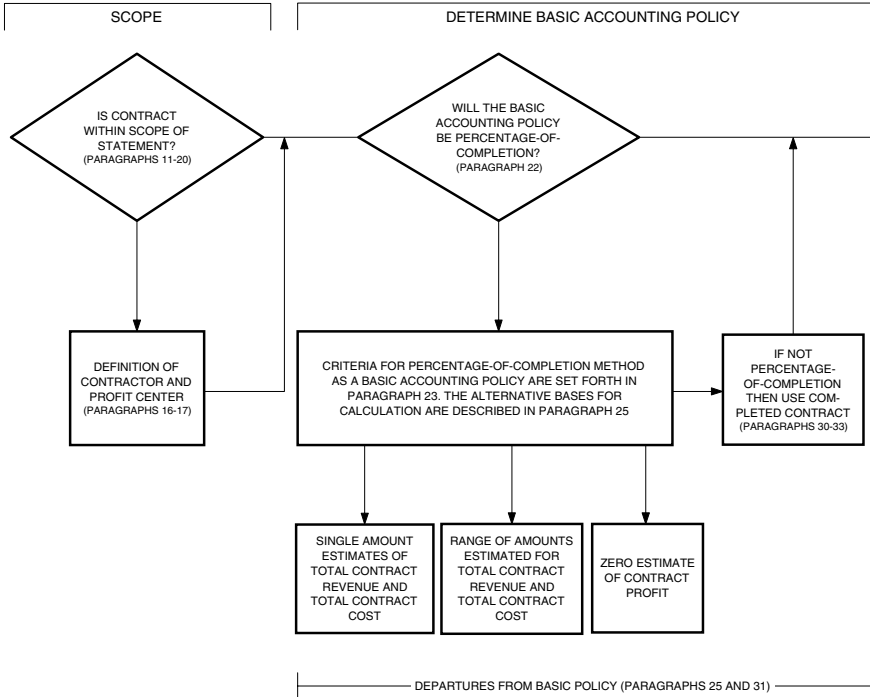 SCOPE
DETERMINE BASIC ACCOUNTING POLICY
IS CONTRACT
WITHIN SCOPE OF
STATEMENT?
(PARAGRAPHS 11-20)
WILL THE BASIC
ACCOUNTING POLICY
BE PERCENTAGE-OF-
COMPLETION?
(PARAGRAPH 22)
DEFINITION OF
CONTRACTOR AND
PROFIT CENTER
(PARAGRAPHS 16-17)
CRITERIA FOR PERCENTAGE-OF-COMPLETION METHOD
AS A BASIC ACCOUNTING POLICY ARE SET FORTH IN
PARAGRAPH 23. THE ALTERNATIVE BASES FOR
CALCULATION ARE DESCRIBED IN PARAGRAPH 25
IF NOT
PERCENTAGE-
OF-COMPLETION
THEN USE COM-
PLETED CONTRACT
(PARAGRAPHS 30-33)
SINGLE AMOUNT
ESTIMATES OF
TOTAL CONTRACT
REVENUE AND
TOTAL CONTRACT
COST
RANGE OF AMOUNTS
ESTIMATED FOR
TOTAL CONTRACT
REVENUE AND
TOTAL CONTRACT
COST
ZERO ESTIMATE
OF CONTRACT
PROFIT
DEPARTURES FROM BASIC POLICY (PARAGRAPHS 25 AND 31)